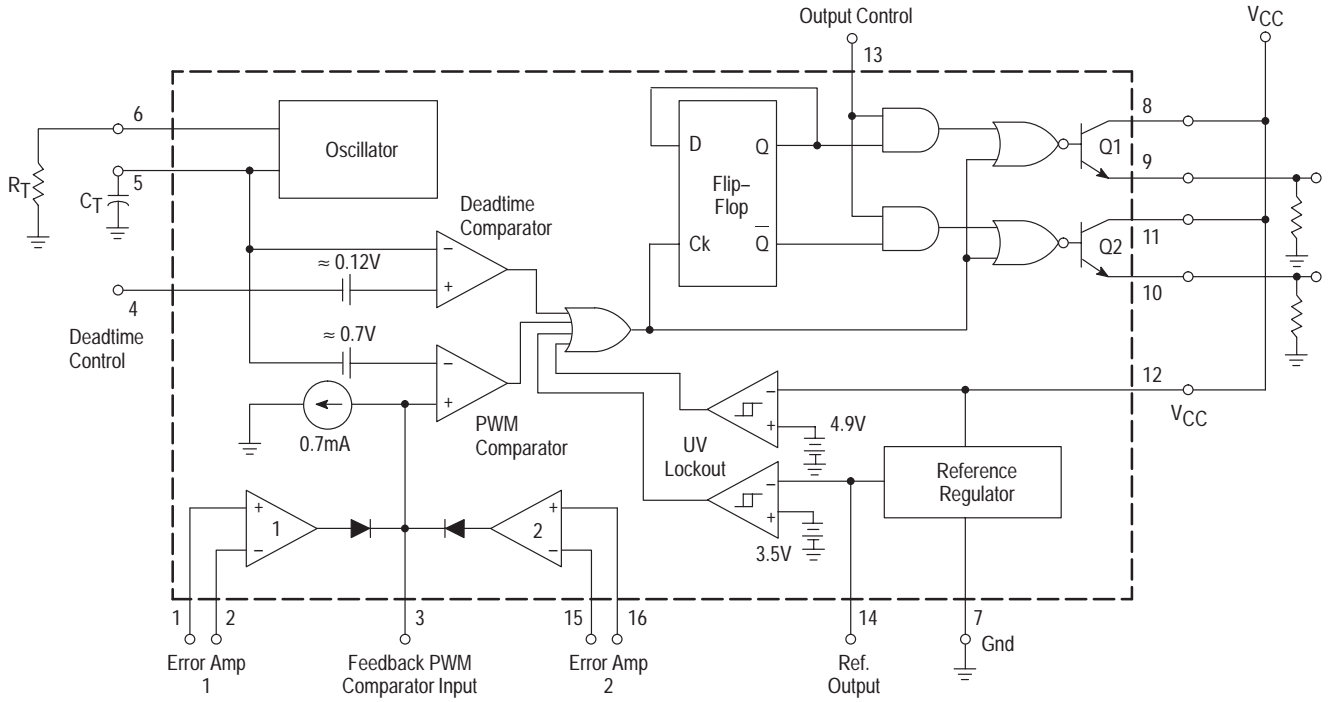 Output Control
13
VCC
6
Oscillator
RT
5
CT
D
Q
Flip–
Flop
Ck
Q
8
Q1
9
11
Q2
10
Deadtime
Comparator
≈ 0.12V
–
+
4
Deadtime
Control
≈ 0.7V
–
+
0.7mA
PWM
Comparator
UV
Lockout
–
+
4.9V
12
VCC
Reference
Regulator
–
+
3.5V
+
1
–
2
+
–
1
2
3
15
16
14
7
Gnd
Error Amp
1
Feedback PWM
Comparator Input
Error Amp
2
Ref.
Output